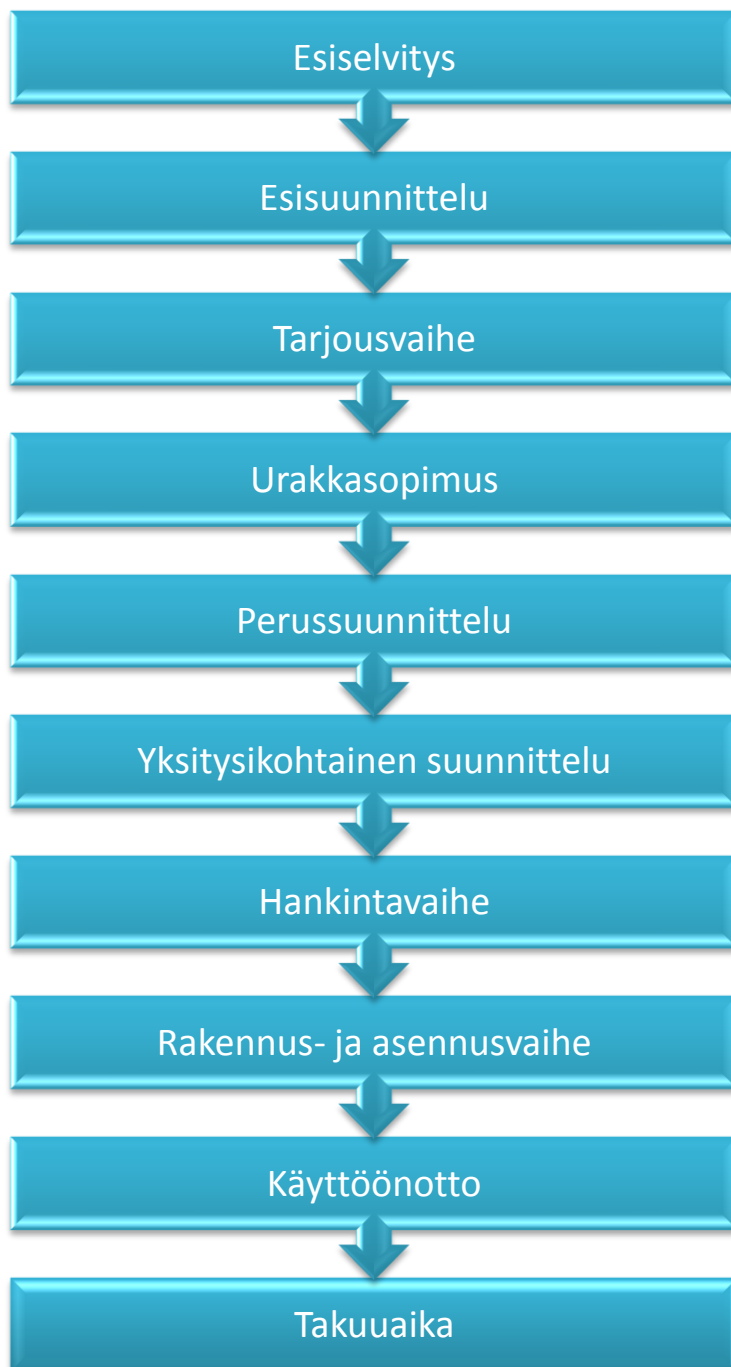 Esiselvitys
Esisuunnittelu
Tarjousvaihe
Urakkasopimus
Perussuunnittelu
Yksitysikohtainen suunnittelu
Hankintavaihe
Rakennus- ja asennusvaihe
Käyttöönotto
Takuuaika